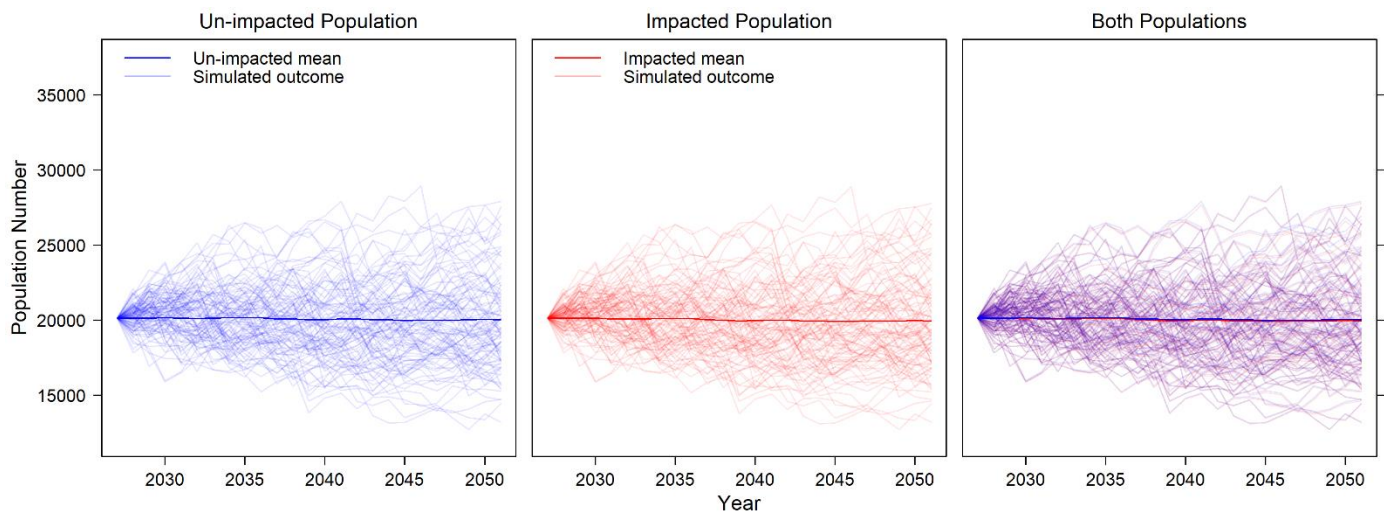 Un-impacted Population
Impacted Population
Both Populations
Un-impacted mean
Simulated outcome
Impacted mean
Simulated outcome
Population Number
35000
30000
25000
20000
15000
2030 2035 2040 2045 2050
2030 2035 2040 2045 2050
2030 2035 2040 2045 2050
Year